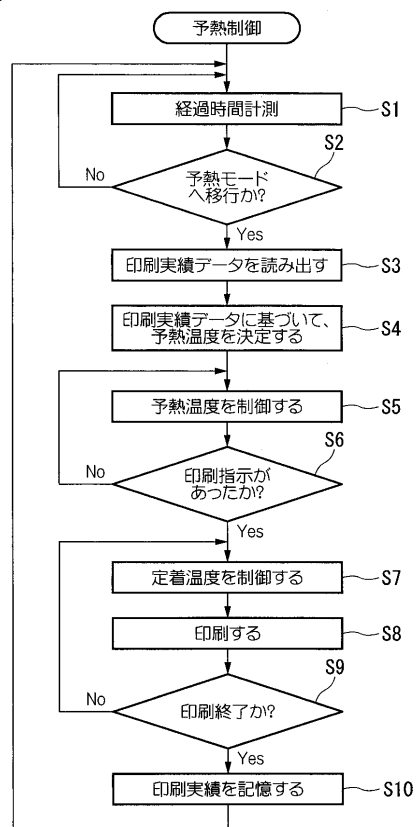 予熱制御
経過時間計測
S1
S2
予熱モード
へ移行か?
No
Yes
印刷実績データを読み出す
S3
印刷実績データに基づいて、
予熱温度を決定する
S4
予熱温度を制御する
S5
S6
印刷指示が
あったか?
No
Yes
定着温度を制御する
S7
印刷する
S8
S9
印刷終了か?
No
Yes
印刷実績を記憶する
S10